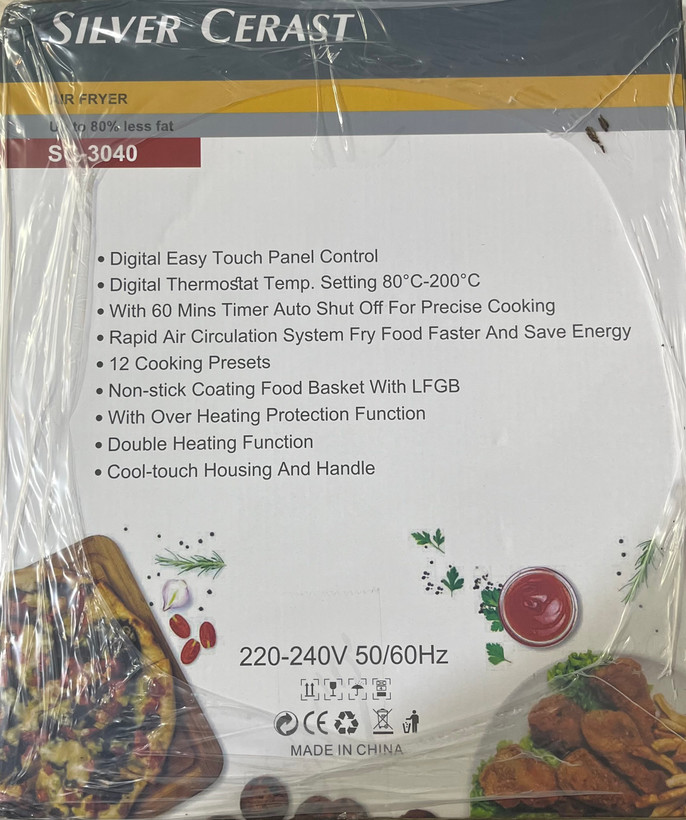 SILVER CERAST
AIR FRYER
Up to 80% less fat
SC-3040
• Digital Easy Touch Panel Control
• Digital Thermostat Temp. Setting 80°C-200°C
• With 60 Mins Timer Auto Shut Off For Precise Cooking
• Rapid Air Circulation System Fry Food Faster And Save Energy
• 12 Cooking Presets
• Non-stick Coating Food Basket With LFGB
• With Over Heating Protection Function
• Double Heating Function
• Cool-touch Housing And Handle
220-240V 50/60Hz
CE
MADE IN CHINA